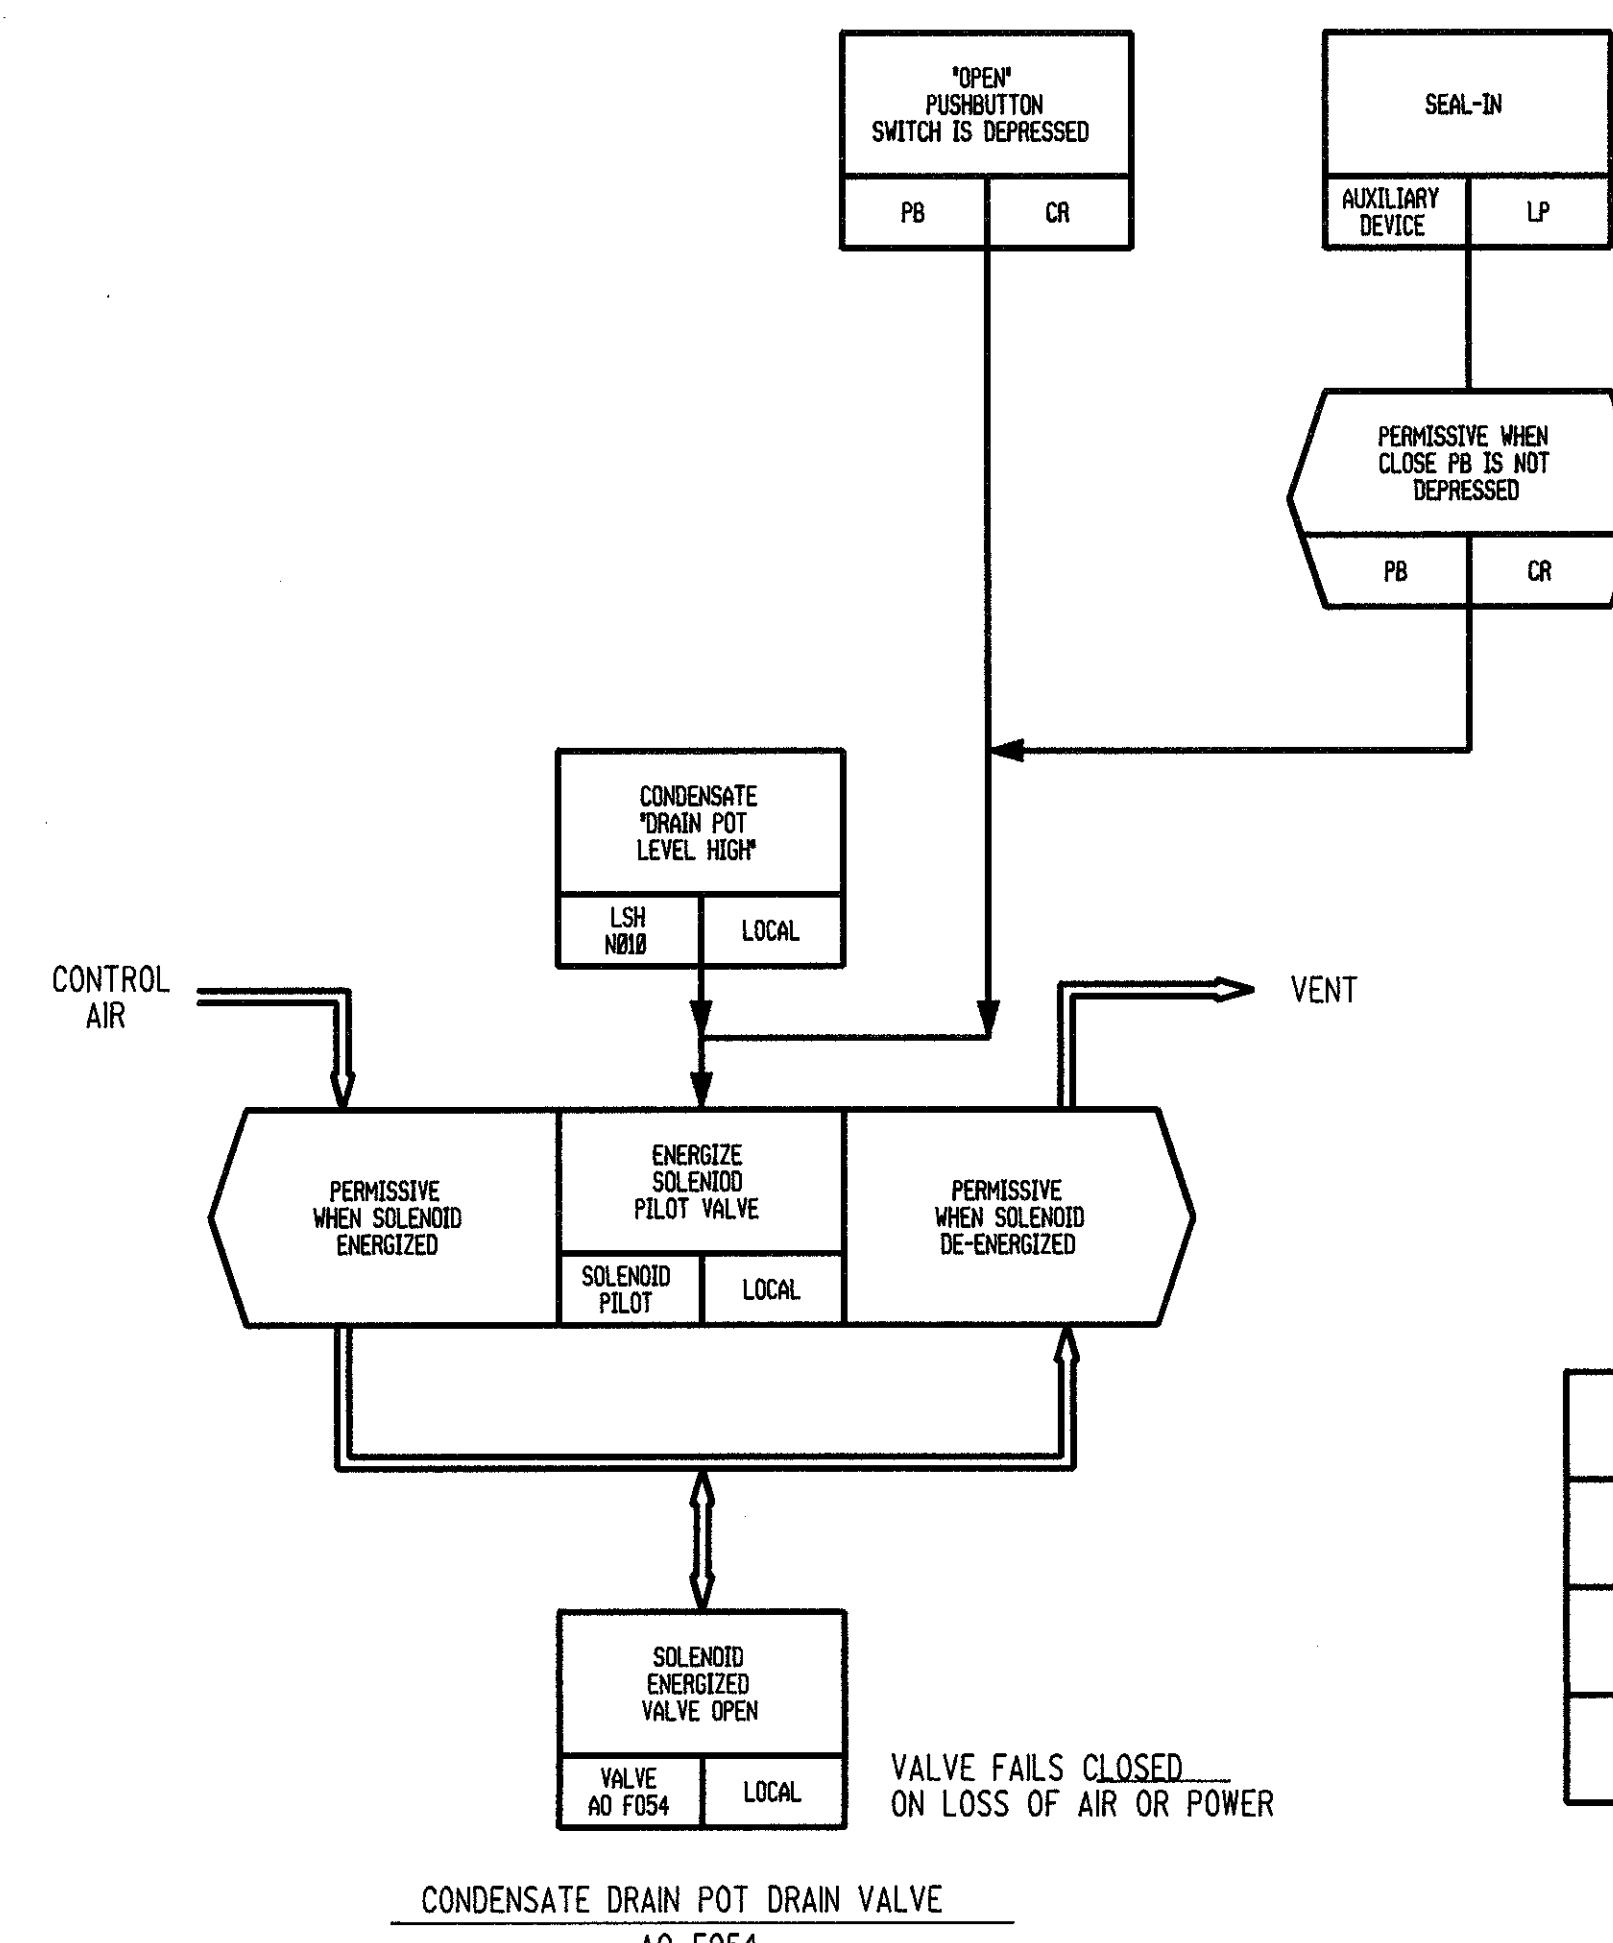 "OPEN"
PUSHBUTTON
SWITCH IS DEPRESSED
PB
CR
SEAL-IN
AUXILIARY
DEVICE
LP
PERMISSIVE WHEN
CLOSE PB IS NOT
DEPRESSED
PB
CR
CONDENSATE
"DRAIN POT
LEVEL HIGH"
LSH
N010
LOCAL
CONTROL
AIR
VENT
PERMISSIVE
WHEN SOLENOID
ENERGIZED
ENERGIZE
SOLENIOD
PILOT VALVE
SOLENOID
PILOT
LOCAL
PERMISSIVE
WHEN SOLENOID
DE-ENERGIZED
SOLENOID
ENERGIZED
VALVE OPEN
VALVE
AO F054
LOCAL
VALVE FAILS CLOSED
ON LOSS OF AIR OR POWER
CONDENSATE DRAIN POT DRAIN VALVE
AO F054